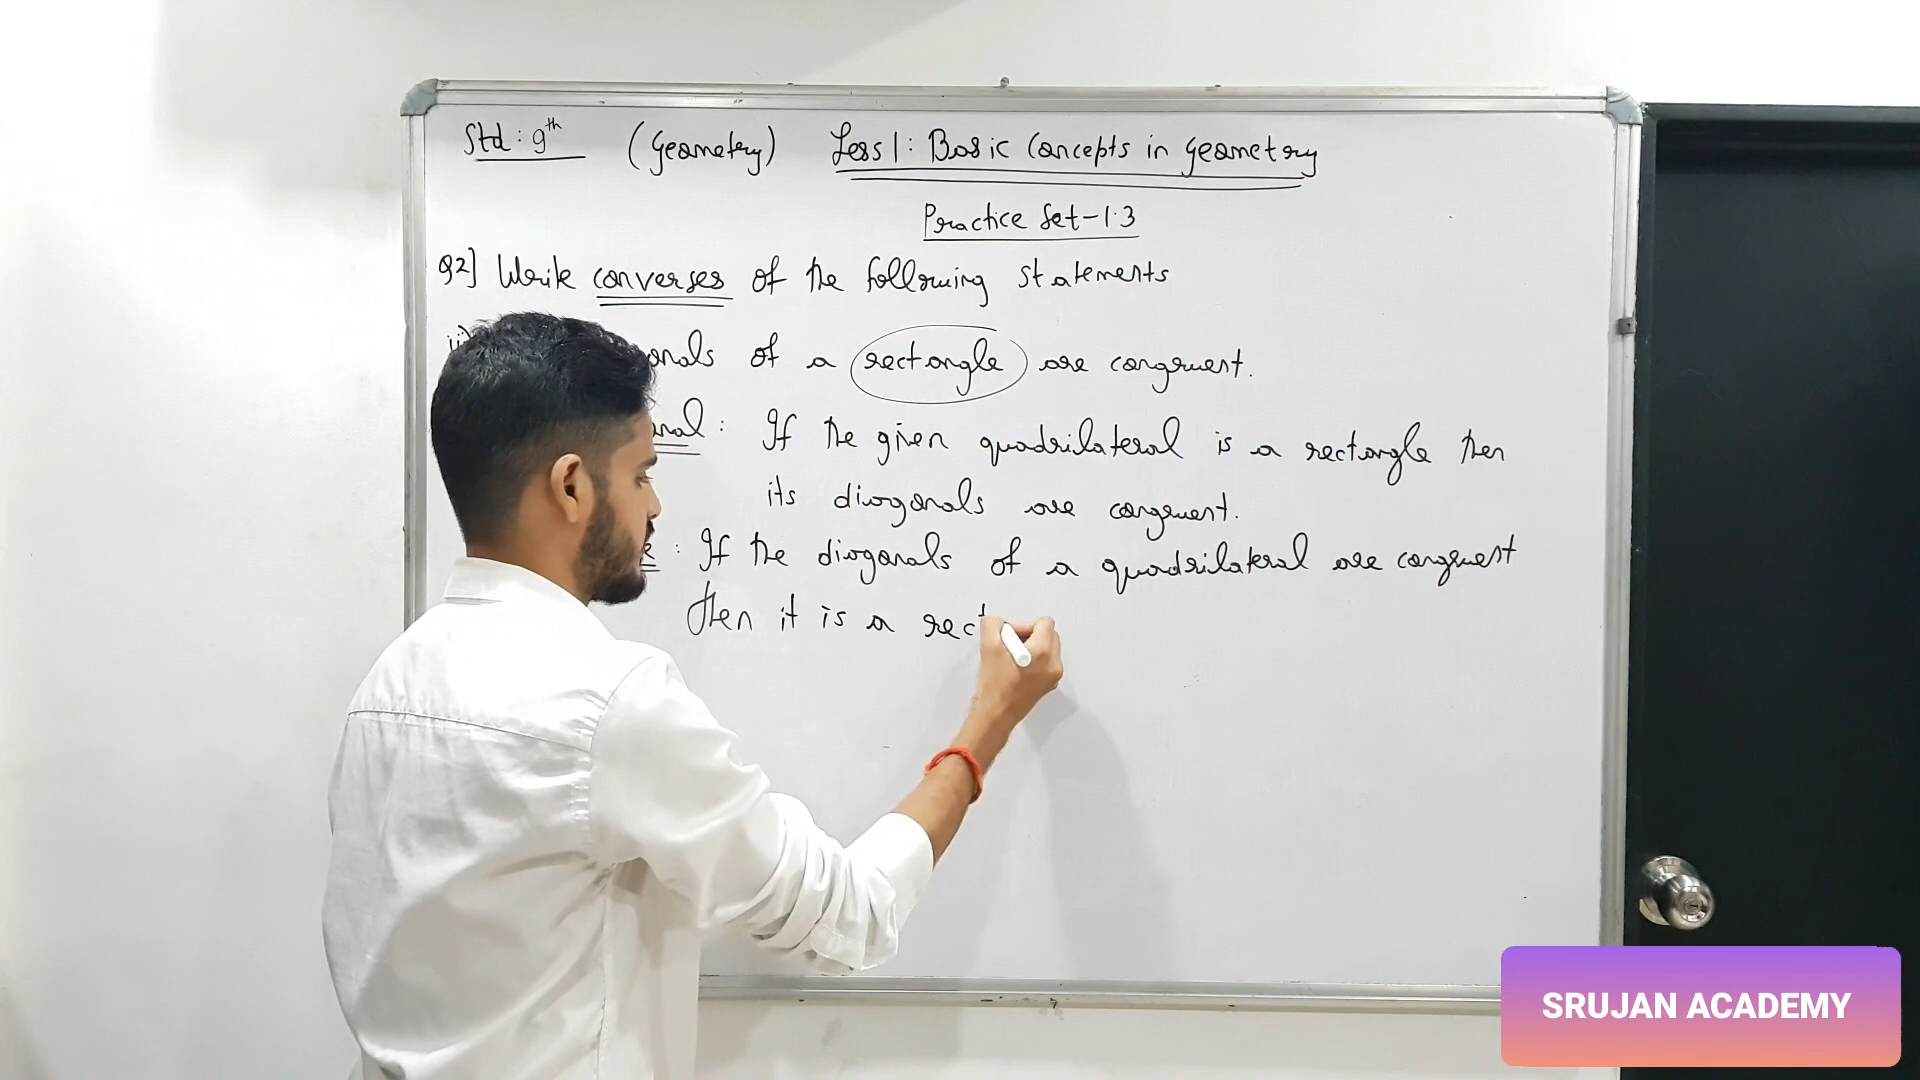 Std: 9th (Geometry) Less 1: Basic Concepts in Geometry
Practice Set-1.3
Q2] Write converses of the following statements
onals of a rectangle are congruent.
nal: If the given quadrilateral is a rectangle then
its diagonals are congruent.
: If the diagonals of a quadrilateral are congruent
then it is a rect
SRUJAN ACADEMY